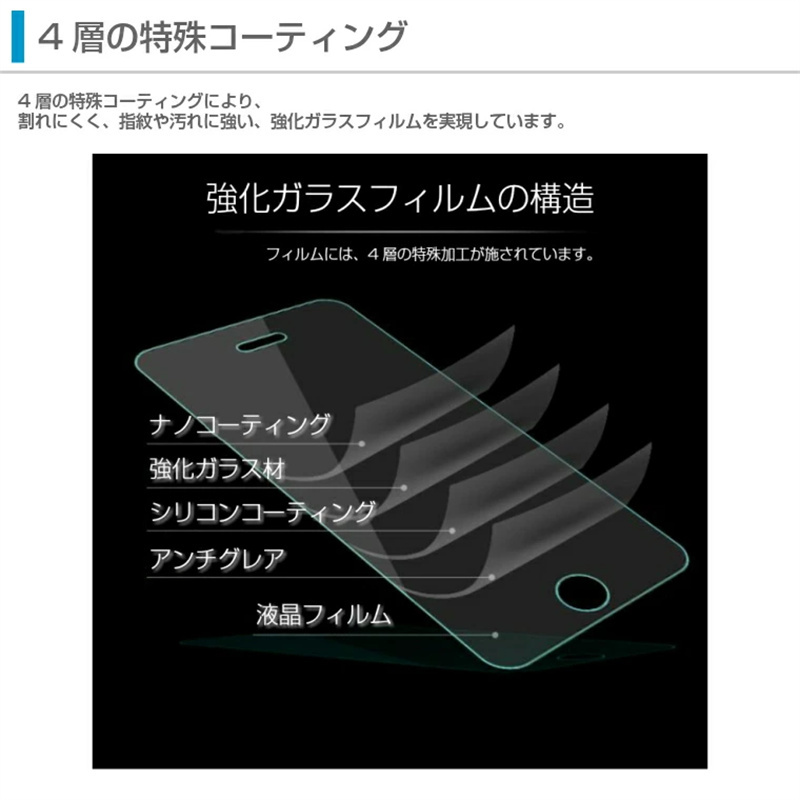 4層の特殊コーティング
4層の特殊コーティングにより、
割れにくく、指紋や汚れに強い、強化ガラスフィルムを実現しています。
強化ガラスフィルムの構造
フィルムには、4層の特殊加工が施されています。
ナノコーティング
強化ガラス材
シリコンコーティング
アンチグレア
液晶フィルム